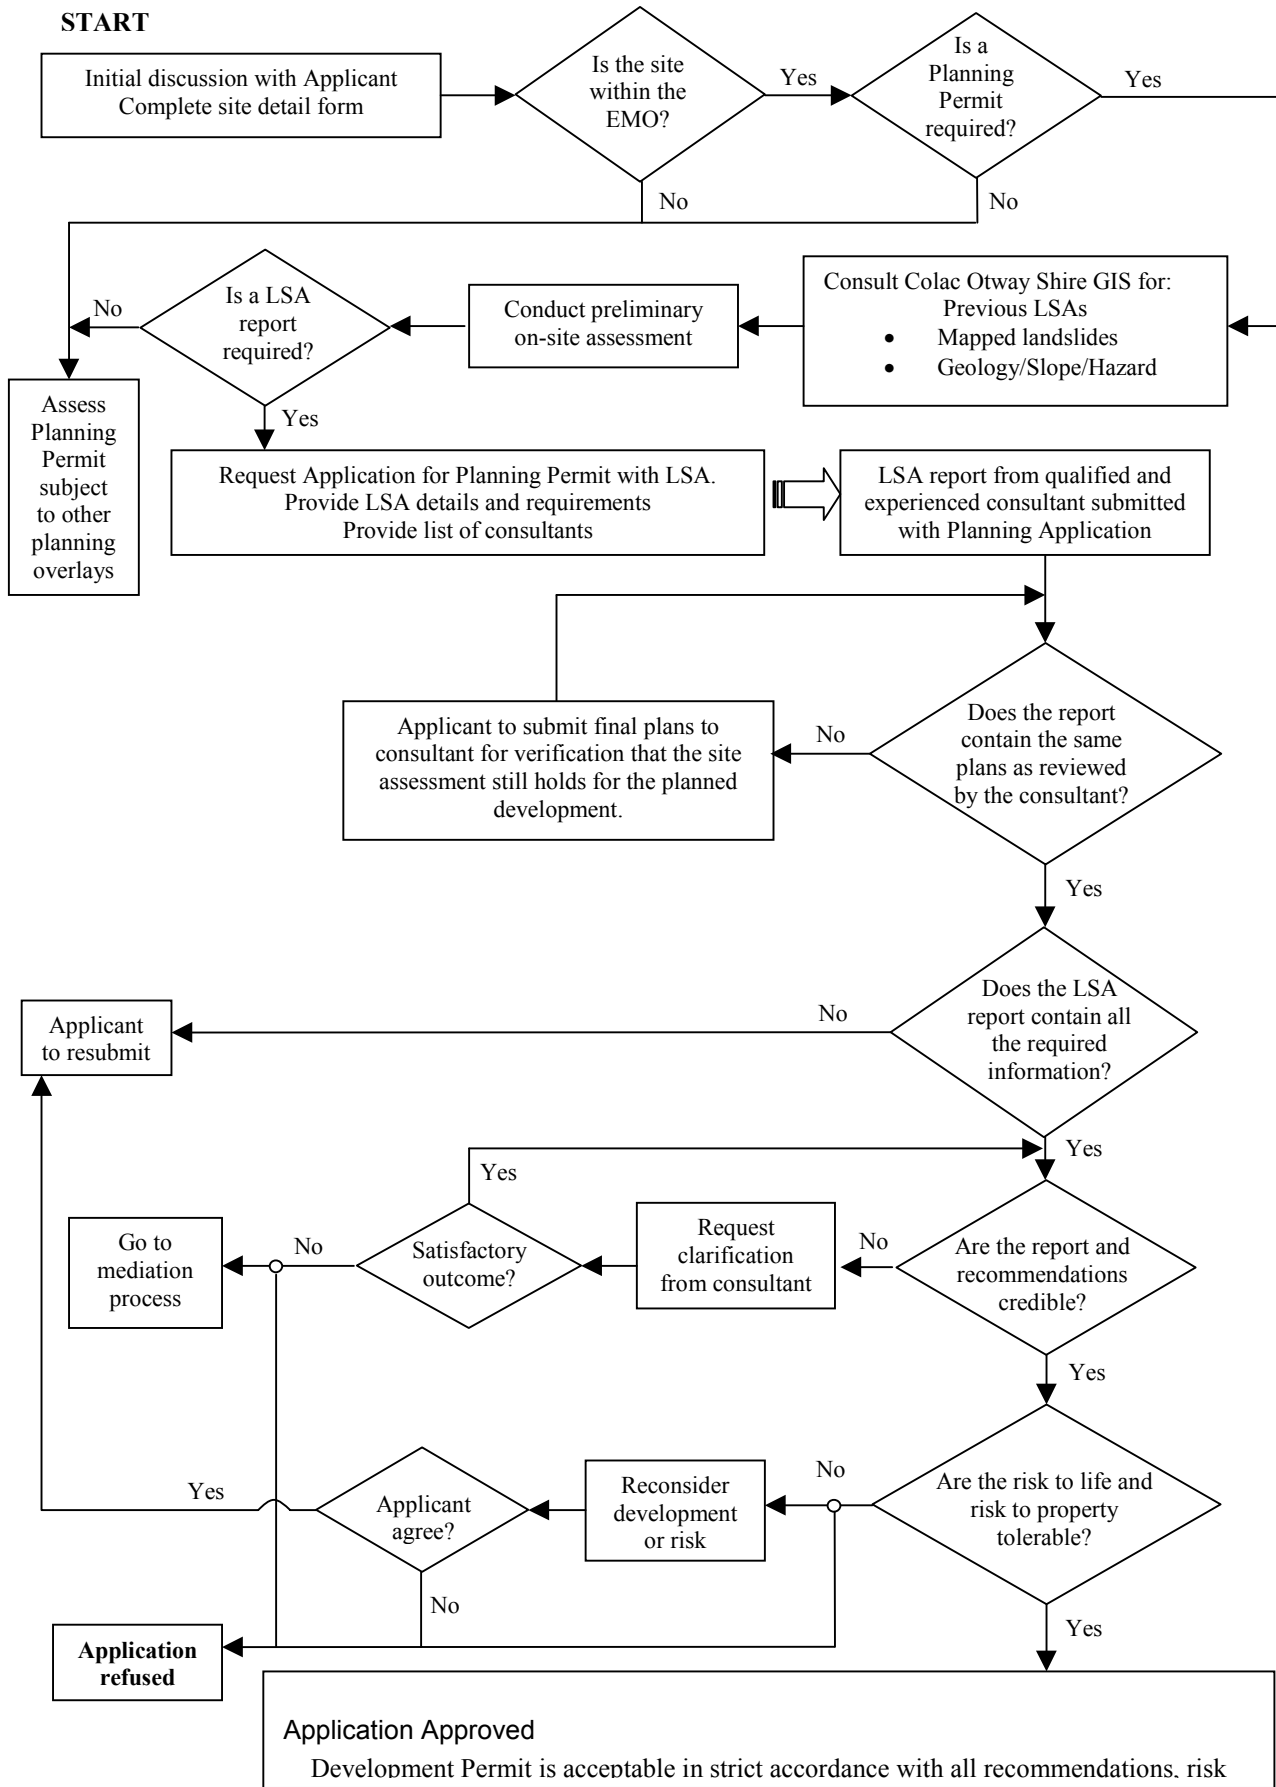 START
Initial discussion with Applicant
Complete site detail form
Is the site
within the
EMO?
Yes
Is a
Planning
Permit
required?
Yes
No
No
Consult Colac Otway Shire GIS for:
Previous LSAs
• Mapped landslides
• Geology/Slope/Hazard
Conduct preliminary
on-site assessment
Is a LSA
report
required?
No
Yes
Assess
Planning
Permit
subject
to other
planning
overlays
Request Application for Planning Permit with LSA.
Provide LSA details and requirements
Provide list of consultants
LSA report from qualified and
experienced consultant submitted
with Planning Application
Does the report
contain the same
plans as reviewed
by the consultant?
No
Applicant to submit final plans to
consultant for verification that the site
assessment still holds for the planned
development.
Yes
Does the LSA
report contain all
the required
information?
No
Applicant
to resubmit
Yes
Are the report and
recommendations
credible?
No
Request
clarification
from consultant
Satisfactory
outcome?
Yes
No
Go to
mediation
process
Yes
Are the risk to life and
risk to property
tolerable?
No
Reconsider
development
or risk
Applicant
agree?
Yes
No
Application
refused
Yes
Application Approved
Development Permit is acceptable in strict accordance with all recommendations, risk